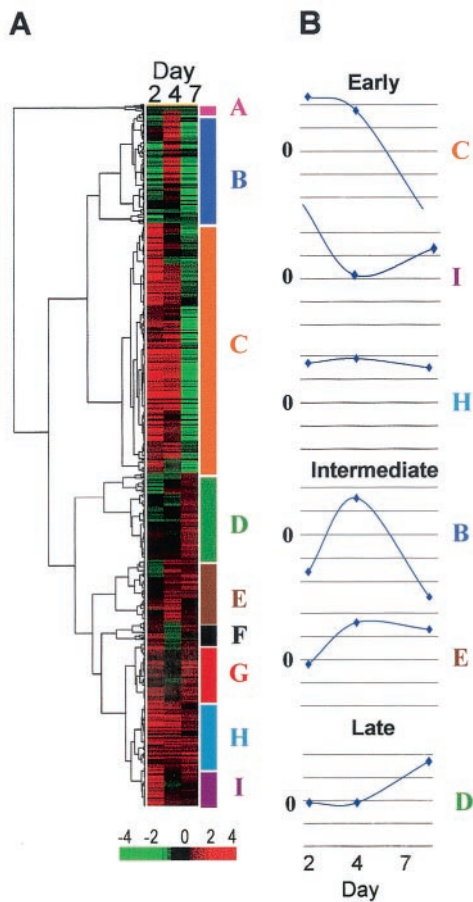 A
Day
2 4 7
A
B
C
D
E
F
G
H
I
-4 -2 0 2 4
B
Early
0 C
0 I
0 H
Intermediate
0 B
0 E
Late
0 D
2 4 7
Day